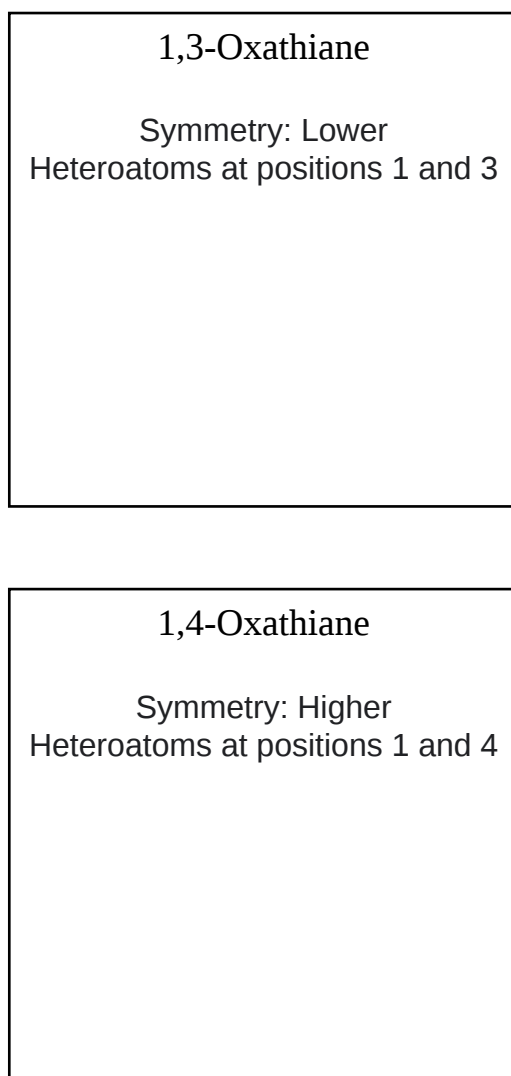 1,3-Oxathiane
Symmetry: Lower
Heteroatoms at positions 1 and 3
1,4-Oxathiane
Symmetry: Higher
Heteroatoms at positions 1 and 4